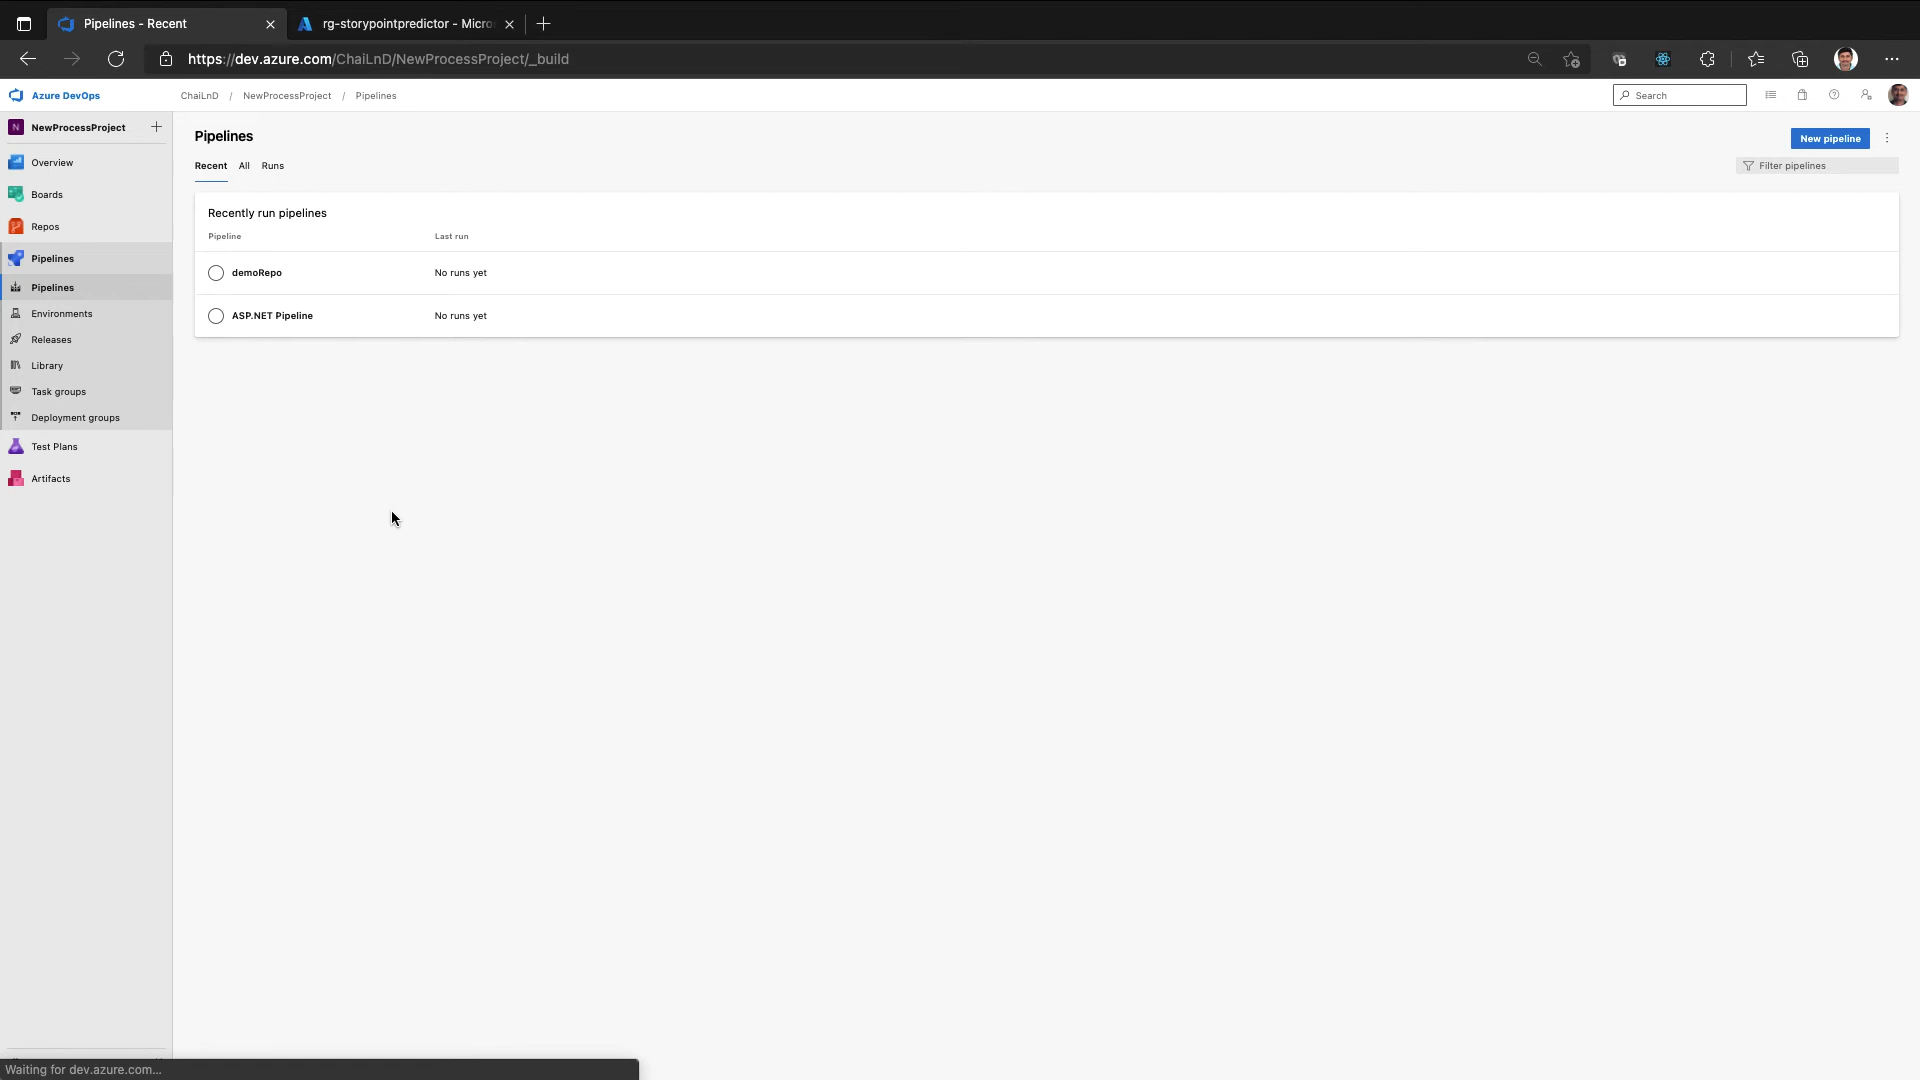 Pipelines - Recent
rg-storypointpredictor - Micro
https://dev.azure.com/ChaiLnD/NewProcessProject/_build
Azure DevOps
ChaiLnD / NewProcessProject / Pipelines
Search
N NewProcessProject
Pipelines
New pipeline
Overview
Recent All Runs
Filter pipelines
Boards
Recently run pipelines
Repos
Pipeline Last run
Pipelines
demoRepo No runs yet
Pipelines
Environments
ASP.NET Pipeline No runs yet
Releases
Library
Task groups
Deployment groups
Test Plans
Artifacts
Waiting for dev.azure.com...